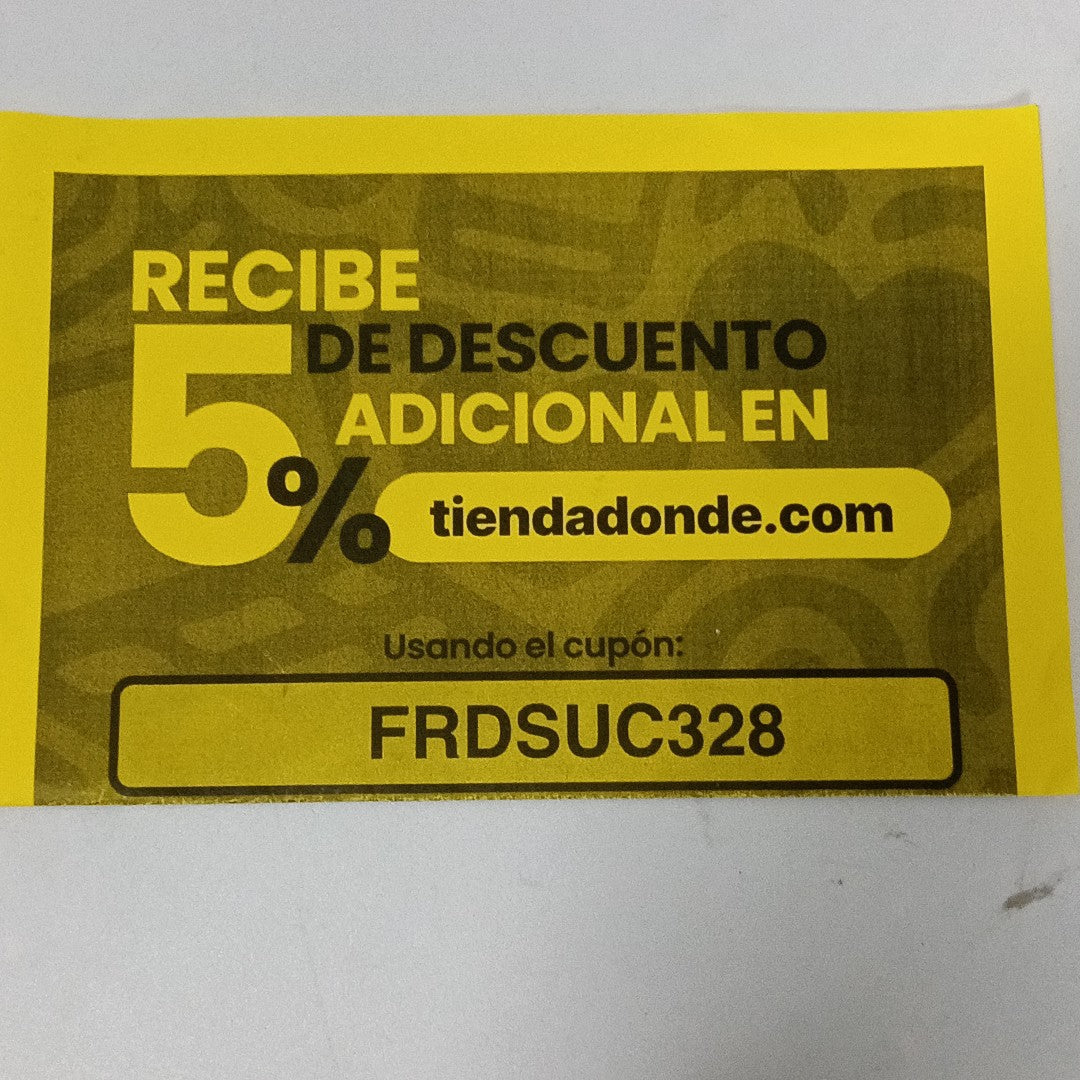 RECIBE
5% DE DESCUENTO
ADICIONAL EN
tiendadonde.com
Usando el cupón:
FRDSUC328